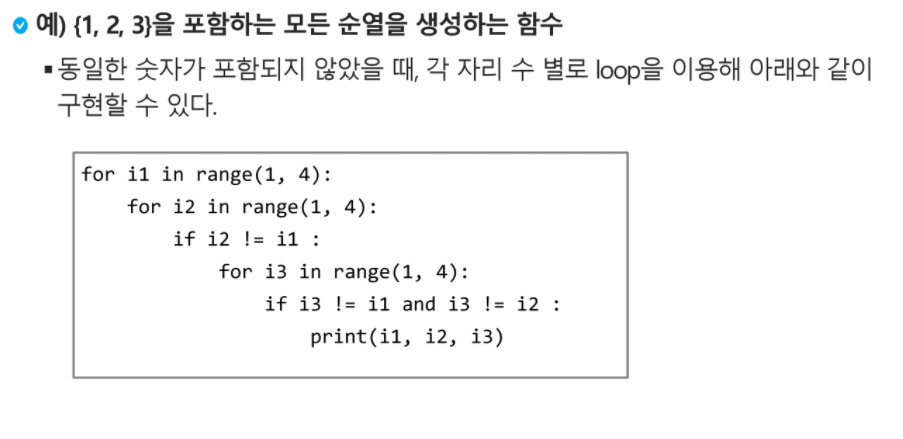 예) {1, 2, 3}을 포함하는 모든 순열을 생성하는 함수
▪ 동일한 숫자가 포함되지 않았을 때, 각 자리 수 별로 loop을 이용해 아래와 같이
구현할 수 있다.
for i1 in range(1, 4):
    for i2 in range(1, 4):
        if i2 != i1 :
            for i3 in range(1, 4):
                if i3 != i1 and i3 != i2 :
                    print(i1, i2, i3)